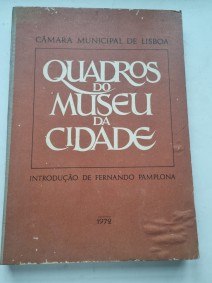 CÂMARA MUNICIPAL DE LISBOA
QUADROS
DO
MUSEU
DA
CIDADE
INTRODUÇÃO DE FERNANDO PAMPLONA
1972